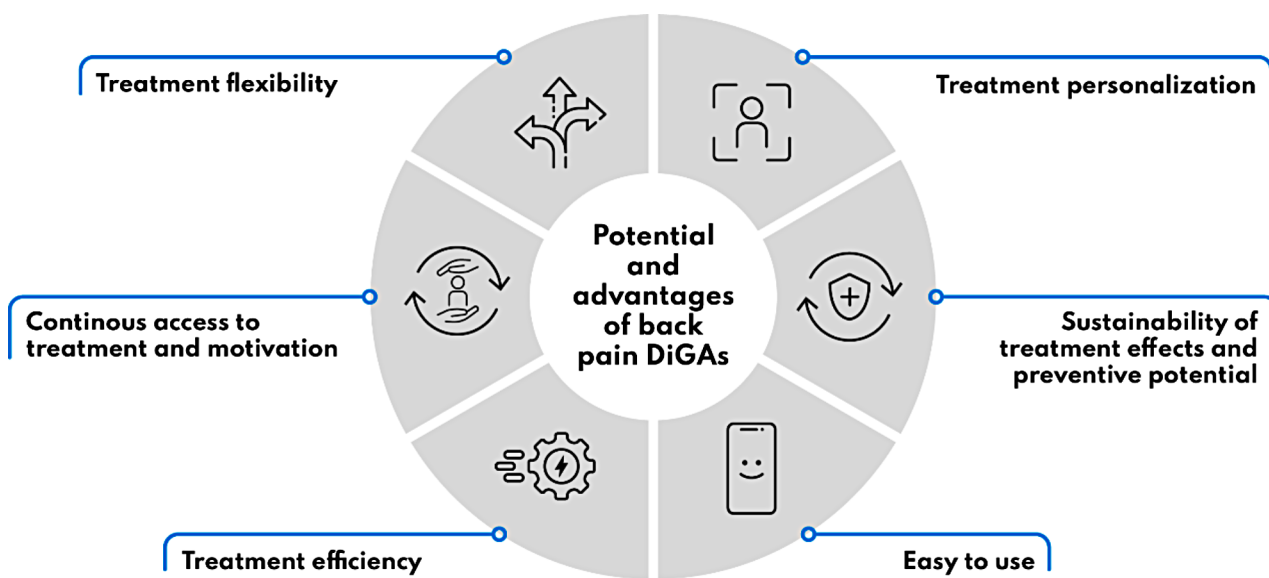 Treatment flexibility
Treatment personalization
Potential
and
advantages
of back
pain DiGAs
Continous access to
treatment and motivation
Sustainability of
treatment effects and
preventive potential
Treatment efficiency
Easy to use